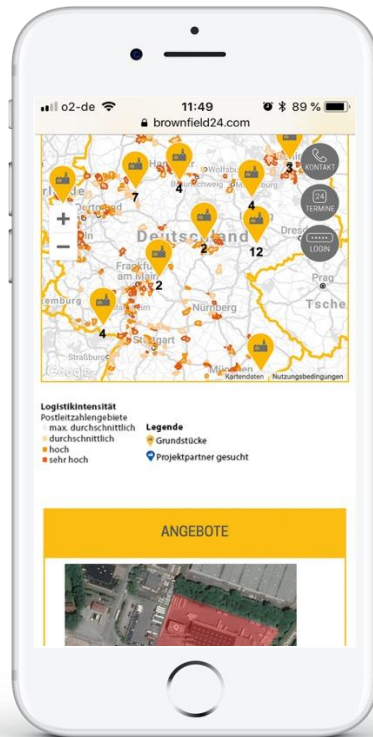 o2-de 11:49 89 %
brownfield24.com
KONTAKT
3
7
4
4
24
TERMINE
+
Deutschland
2
12
LOGIN
−
Frankfurt
am Main
2
Prag
Tsche
4
Nürnberg
Stuttgart
Straßburg
München
Google
Kartendaten Nutzungsbedingungen
Logistikintensität
Postleitzahlengebiete
max. durchschnittlich
durchschnittlich
hoch
sehr hoch
Legende
Grundstücke
Projektpartner gesucht
ANGEBOTE